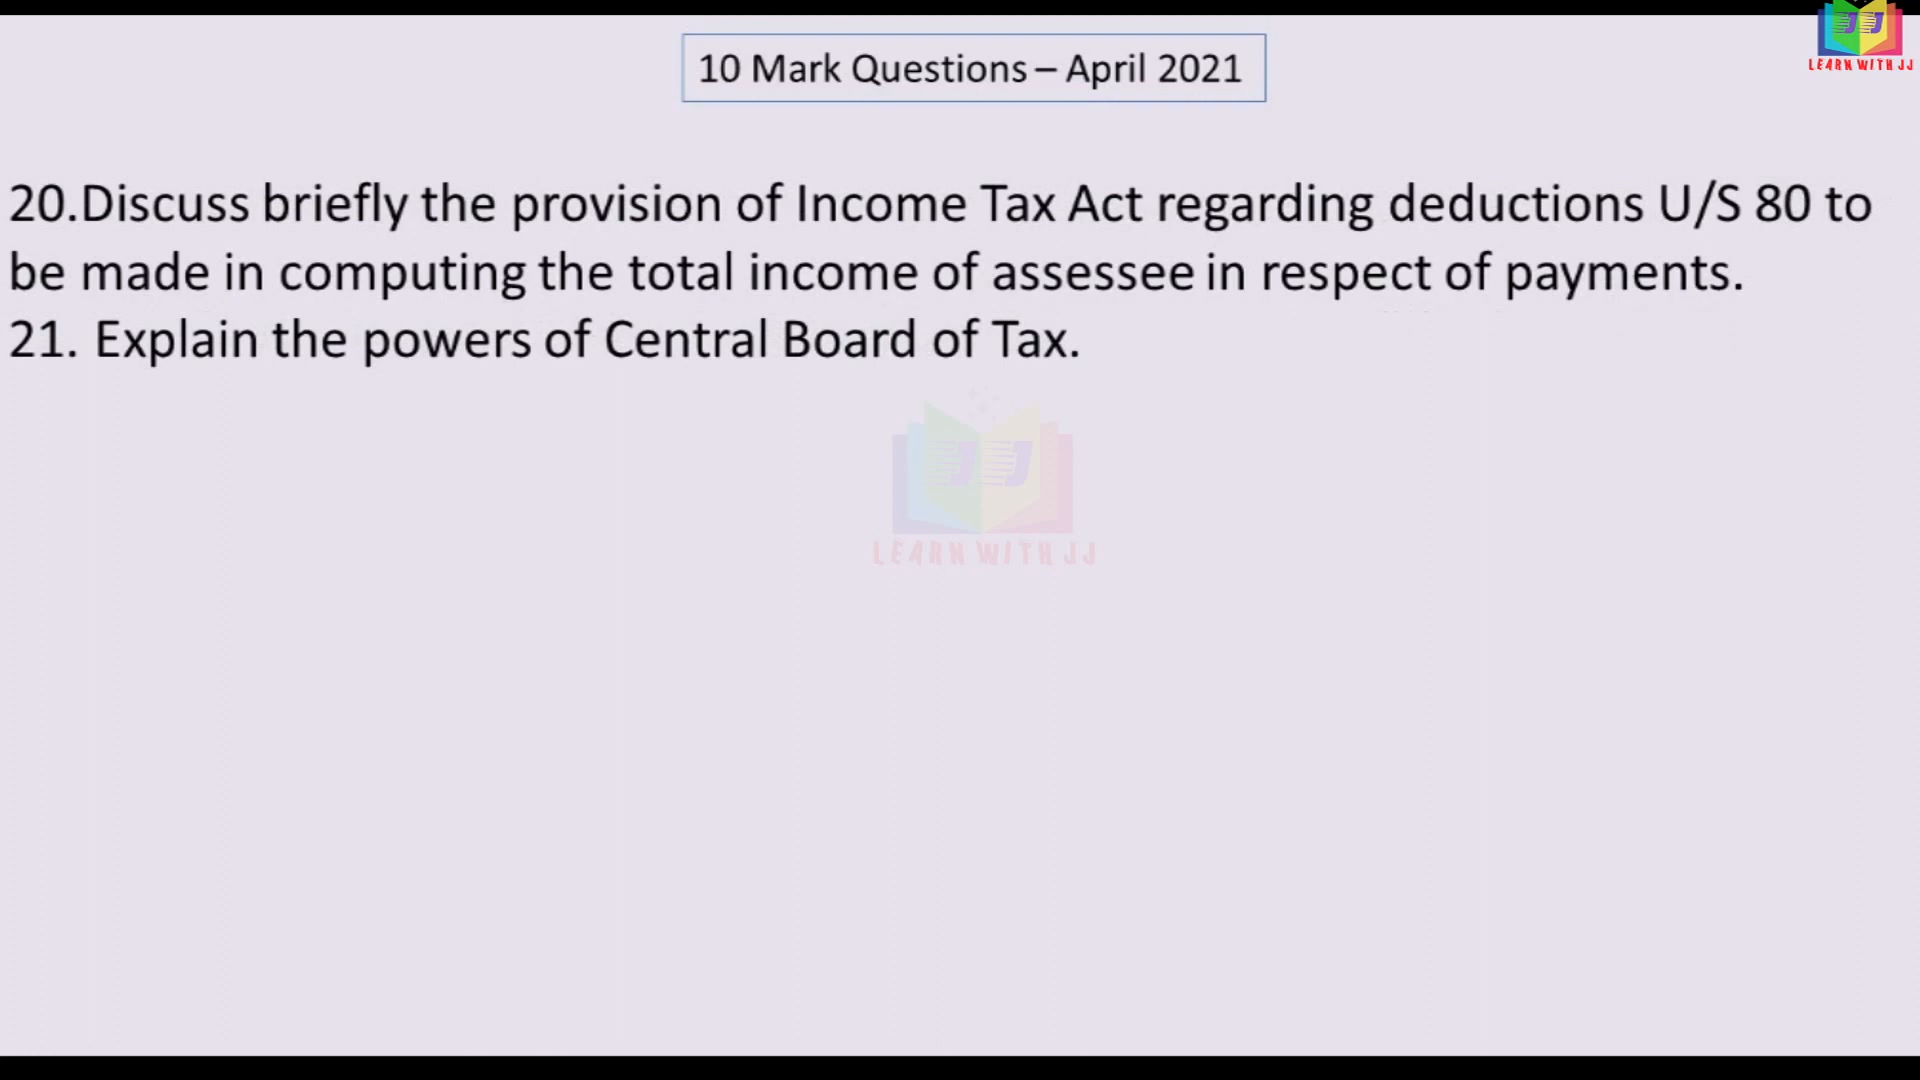 10 Mark Questions – April 2021
LEARN WITH JJ
20.Discuss briefly the provision of Income Tax Act regarding deductions U/S 80 to
be made in computing the total income of assessee in respect of payments.
21. Explain the powers of Central Board of Tax.
JJ
LEARN WITH JJ